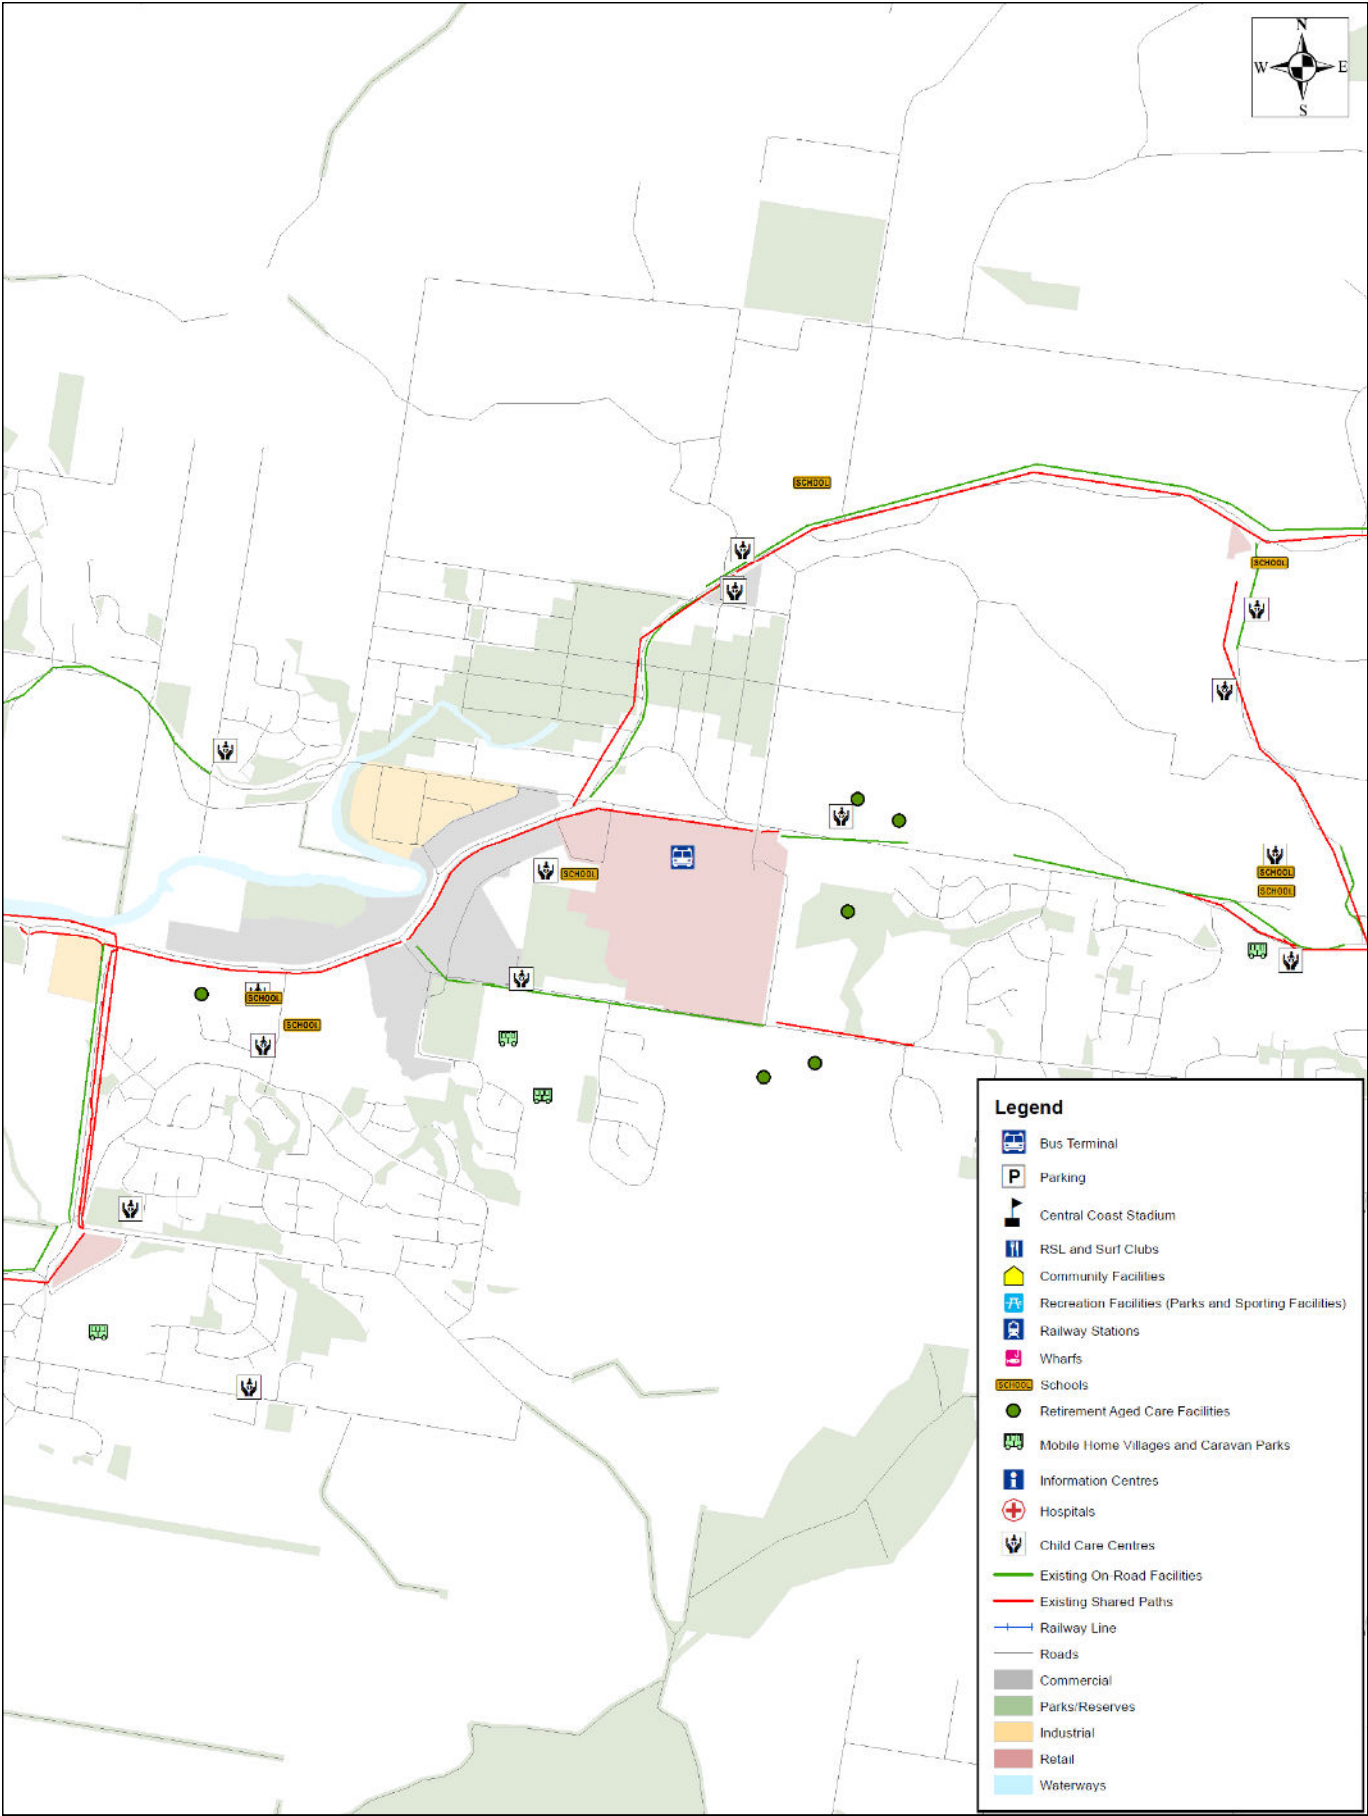 N
W E
S
SCHOOL
SCHOOL
SCHOOL
SCHOOL
SCHOOL
SCHOOL
SCHOOL
Legend
Bus Terminal
P Parking
Central Coast Stadium
RSL and Surf Clubs
Community Facilities
Recreation Facilities (Parks and Sporting Facilities)
Railway Stations
Wharfs
SCHOOL Schools
Retirement Aged Care Facilities
Mobile Home Villages and Caravan Parks
i Information Centres
Hospitals
Child Care Centres
Existing On-Road Facilities
Existing Shared Paths
Railway Line
Roads
Commercial
Parks/Reserves
Industrial
Retail
Waterways